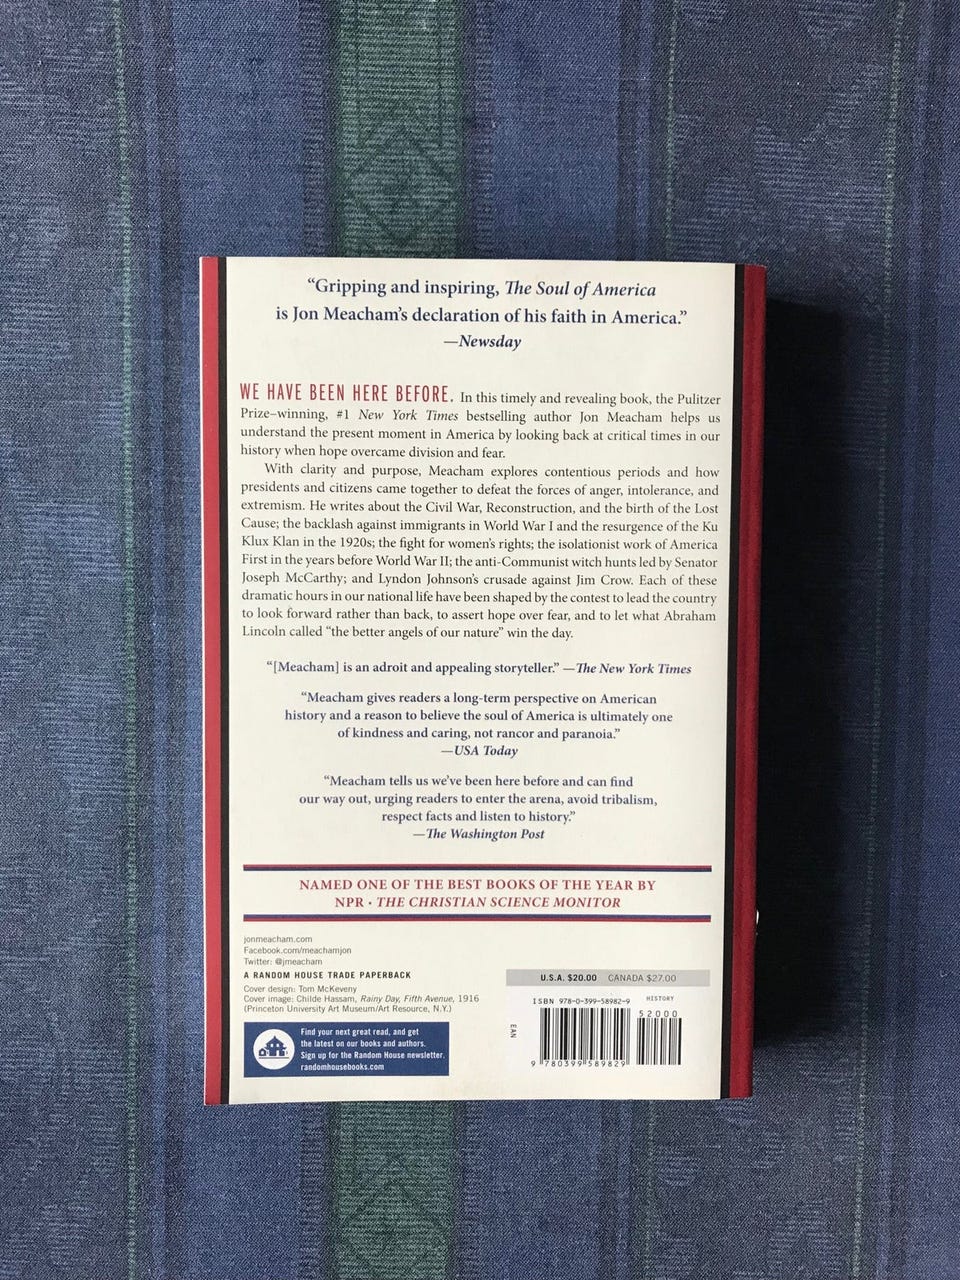 “Gripping and inspiring, The Soul of America
is Jon Meacham’s declaration of his faith in America.”
—Newsday
WE HAVE BEEN HERE BEFORE. In this timely and revealing book, the Pulitzer
Prize–winning, #1 New York Times bestselling author Jon Meacham helps us
understand the present moment in America by looking back at critical times in our
history when hope overcame division and fear.
With clarity and purpose, Meacham explores contentious periods and how
presidents and citizens came together to defeat the forces of anger, intolerance, and
extremism. He writes about the Civil War, Reconstruction, and the birth of the Lost
Cause; the backlash against immigrants in World War I and the resurgence of the Ku
Klux Klan in the 1920s; the fight for women’s rights; the isolationist work of America
First in the years before World War II; the anti-Communist witch hunts led by Senator
Joseph McCarthy; and Lyndon Johnson’s crusade against Jim Crow. Each of these
dramatic hours in our national life have been shaped by the contest to lead the country
to look forward rather than back, to assert hope over fear, and to let what Abraham
Lincoln called “the better angels of our nature” win the day.
“[Meacham] is an adroit and appealing storyteller.” —The New York Times
“Meacham gives readers a long-term perspective on American
history and a reason to believe the soul of America is ultimately one
of kindness and caring, not rancor and paranoia.”
—USA Today
“Meacham tells us we’ve been here before and can find
our way out, urging readers to enter the arena, avoid tribalism,
respect facts and listen to history.”
—The Washington Post
NAMED ONE OF THE BEST BOOKS OF THE YEAR BY
NPR · THE CHRISTIAN SCIENCE MONITOR
jonmeacham.com
Facebook.com/meachamjon
Twitter: @jmeacham
A RANDOM HOUSE TRADE PAPERBACK
Cover design: Tom McKeveny
Cover image: Childe Hassam, Rainy Day, Fifth Avenue, 1916
(Princeton University Art Museum/Art Resource, N.Y.)
Find your next great read, and get
the latest on our books and authors.
Sign up for the Random House newsletter.
randomhousebooks.com
U.S.A. $20.00 CANADA $27.00
ISBN 978-0-399-58982-9
HISTORY
52000
EAN
9 780399 589829